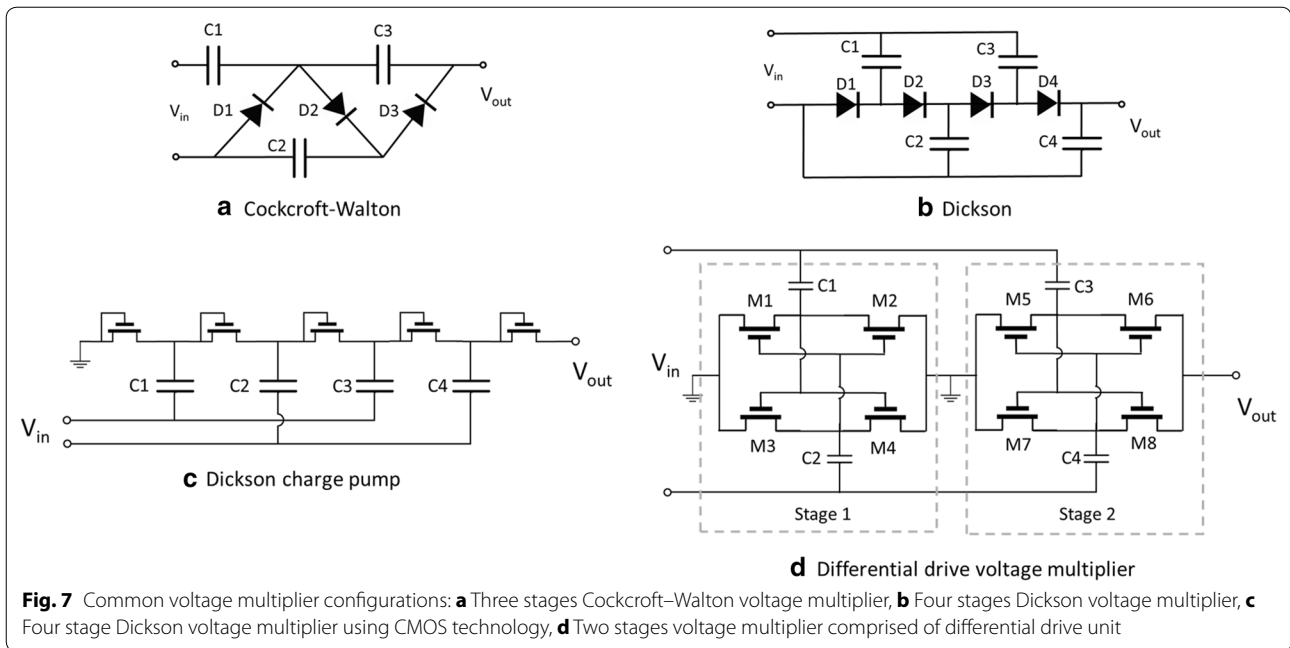 C1
C3
V_in
D1
D2
D3
V_out
C2
a Cockcroft-Walton
C1
C3
V_in
D1
D2
D3
D4
C2
C4
V_out
b Dickson
C1
C2
C3
C4
V_out
V_in
c Dickson charge pump
C1
C3
M1
M2
M5
M6
V_in
M3
M4
M7
M8
V_out
C2
C4
Stage 1
Stage 2
d Differential drive voltage multiplier
Fig. 7 Common voltage multiplier configurations: a Three stages Cockcroft–Walton voltage multiplier, b Four stages Dickson voltage multiplier, c
Four stage Dickson voltage multiplier using CMOS technology, d Two stages voltage multiplier comprised of differential drive unit